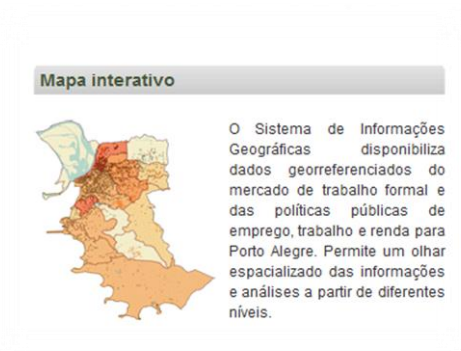 Mapa interativo
O Sistema de Informações
Geográficas disponibiliza
dados georreferenciados do
mercado de trabalho formal e
das políticas públicas de
emprego, trabalho e renda para
Porto Alegre. Permite um olhar
espacializado das informações
e análises a partir de diferentes
níveis.